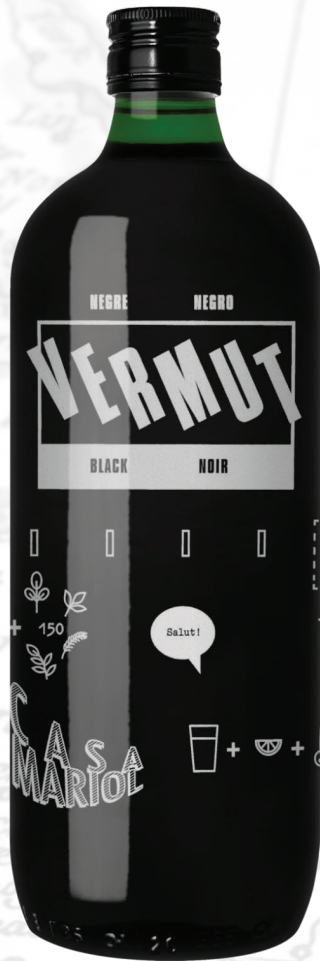 NEGRE NEGRO
VERMUT
BLACK NOIR
+ 150
Salut!
CASA
MARIOL
+ +